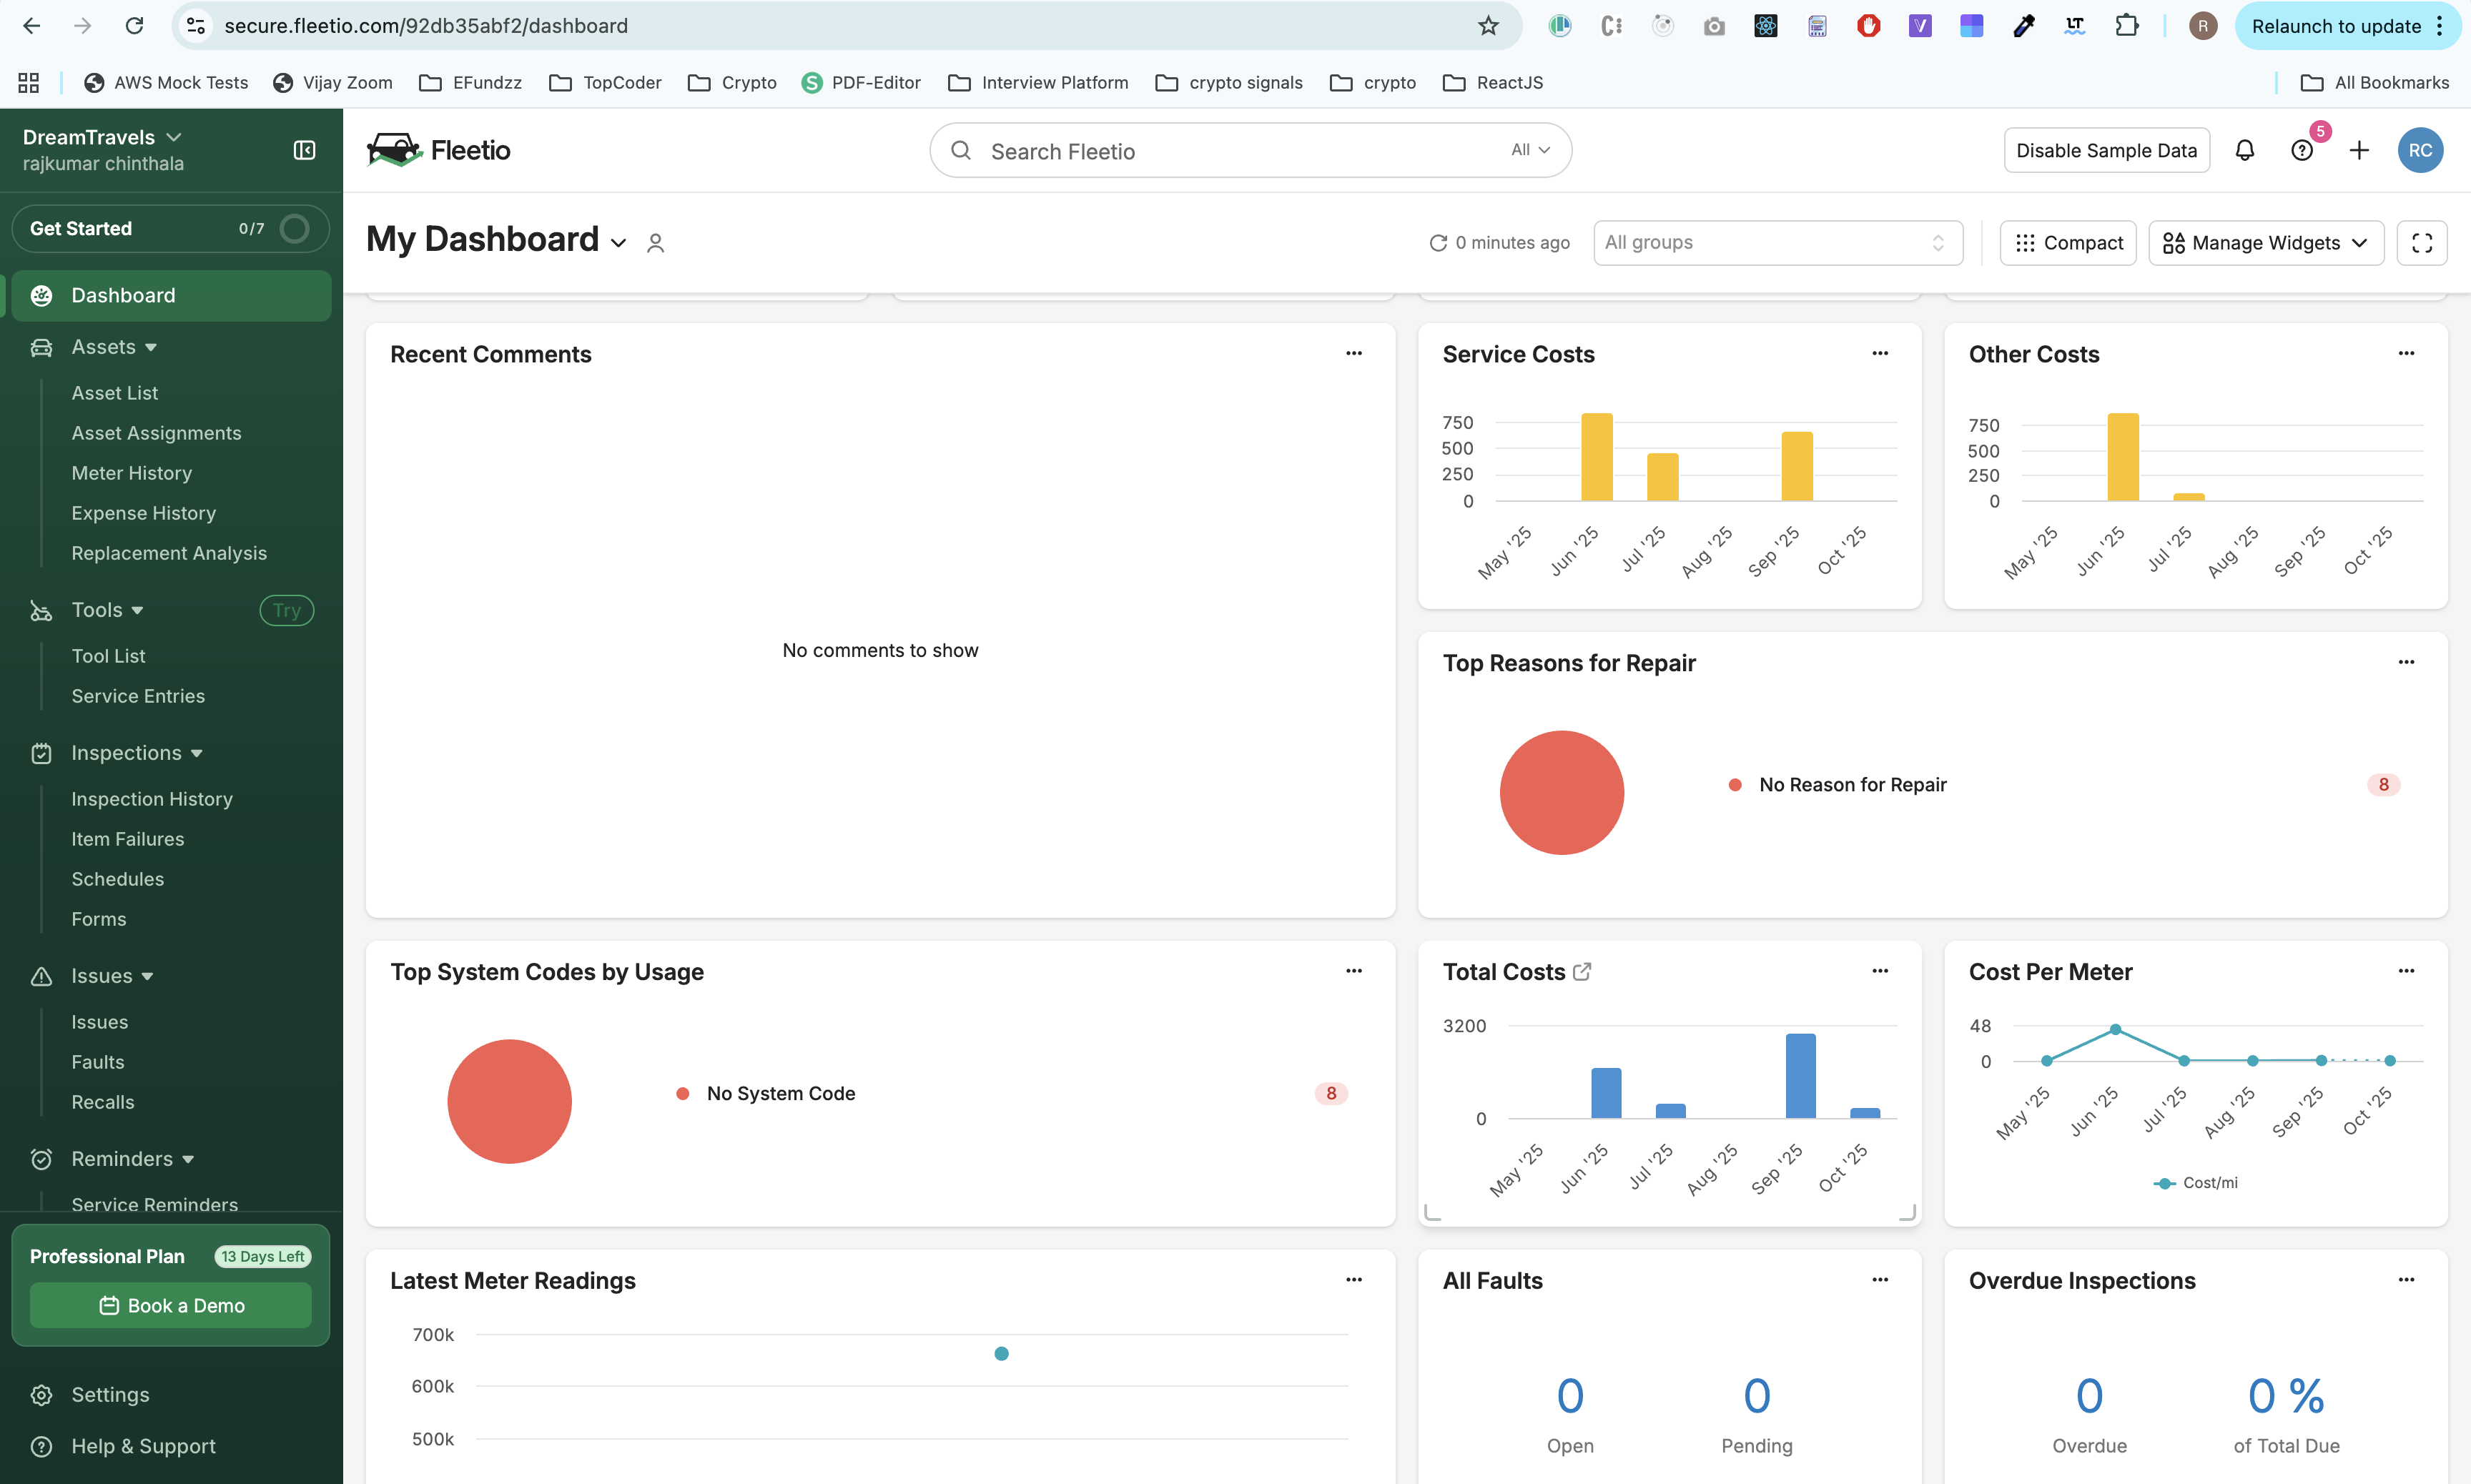 secure.fleetio.com/92db35abf2/dashboard
R
Relaunch to update
AWS Mock Tests
Vijay Zoom
EFundzz
TopCoder
Crypto
PDF-Editor
Interview Platform
crypto signals
crypto
ReactJS
All Bookmarks
DreamTravels
rajkumar chinthala
Fleetio
Search Fleetio
All
Disable Sample Data
5
RC
Get Started
0/7
My Dashboard
0 minutes ago
All groups
Compact
Manage Widgets
Dashboard
Assets
Asset List
Asset Assignments
Meter History
Expense History
Replacement Analysis
Tools
Try
Tool List
Service Entries
Inspections
Inspection History
Item Failures
Schedules
Forms
Issues
Issues
Faults
Recalls
Reminders
Service Reminders
Professional Plan
13 Days Left
Book a Demo
Settings
Help & Support
Recent Comments
No comments to show
Service Costs
750
500
250
0
May '25
Jun '25
Jul '25
Aug '25
Sep '25
Oct '25
Other Costs
750
500
250
0
May '25
Jun '25
Jul '25
Aug '25
Sep '25
Oct '25
Top Reasons for Repair
No Reason for Repair
8
Top System Codes by Usage
No System Code
8
Total Costs
3200
0
May '25
Jun '25
Jul '25
Aug '25
Sep '25
Oct '25
Cost Per Meter
48
0
May '25
Jun '25
Jul '25
Aug '25
Sep '25
Oct '25
Cost/mi
Latest Meter Readings
700k
600k
500k
All Faults
0
Open
0
Pending
Overdue Inspections
0
Overdue
0 %
of Total Due